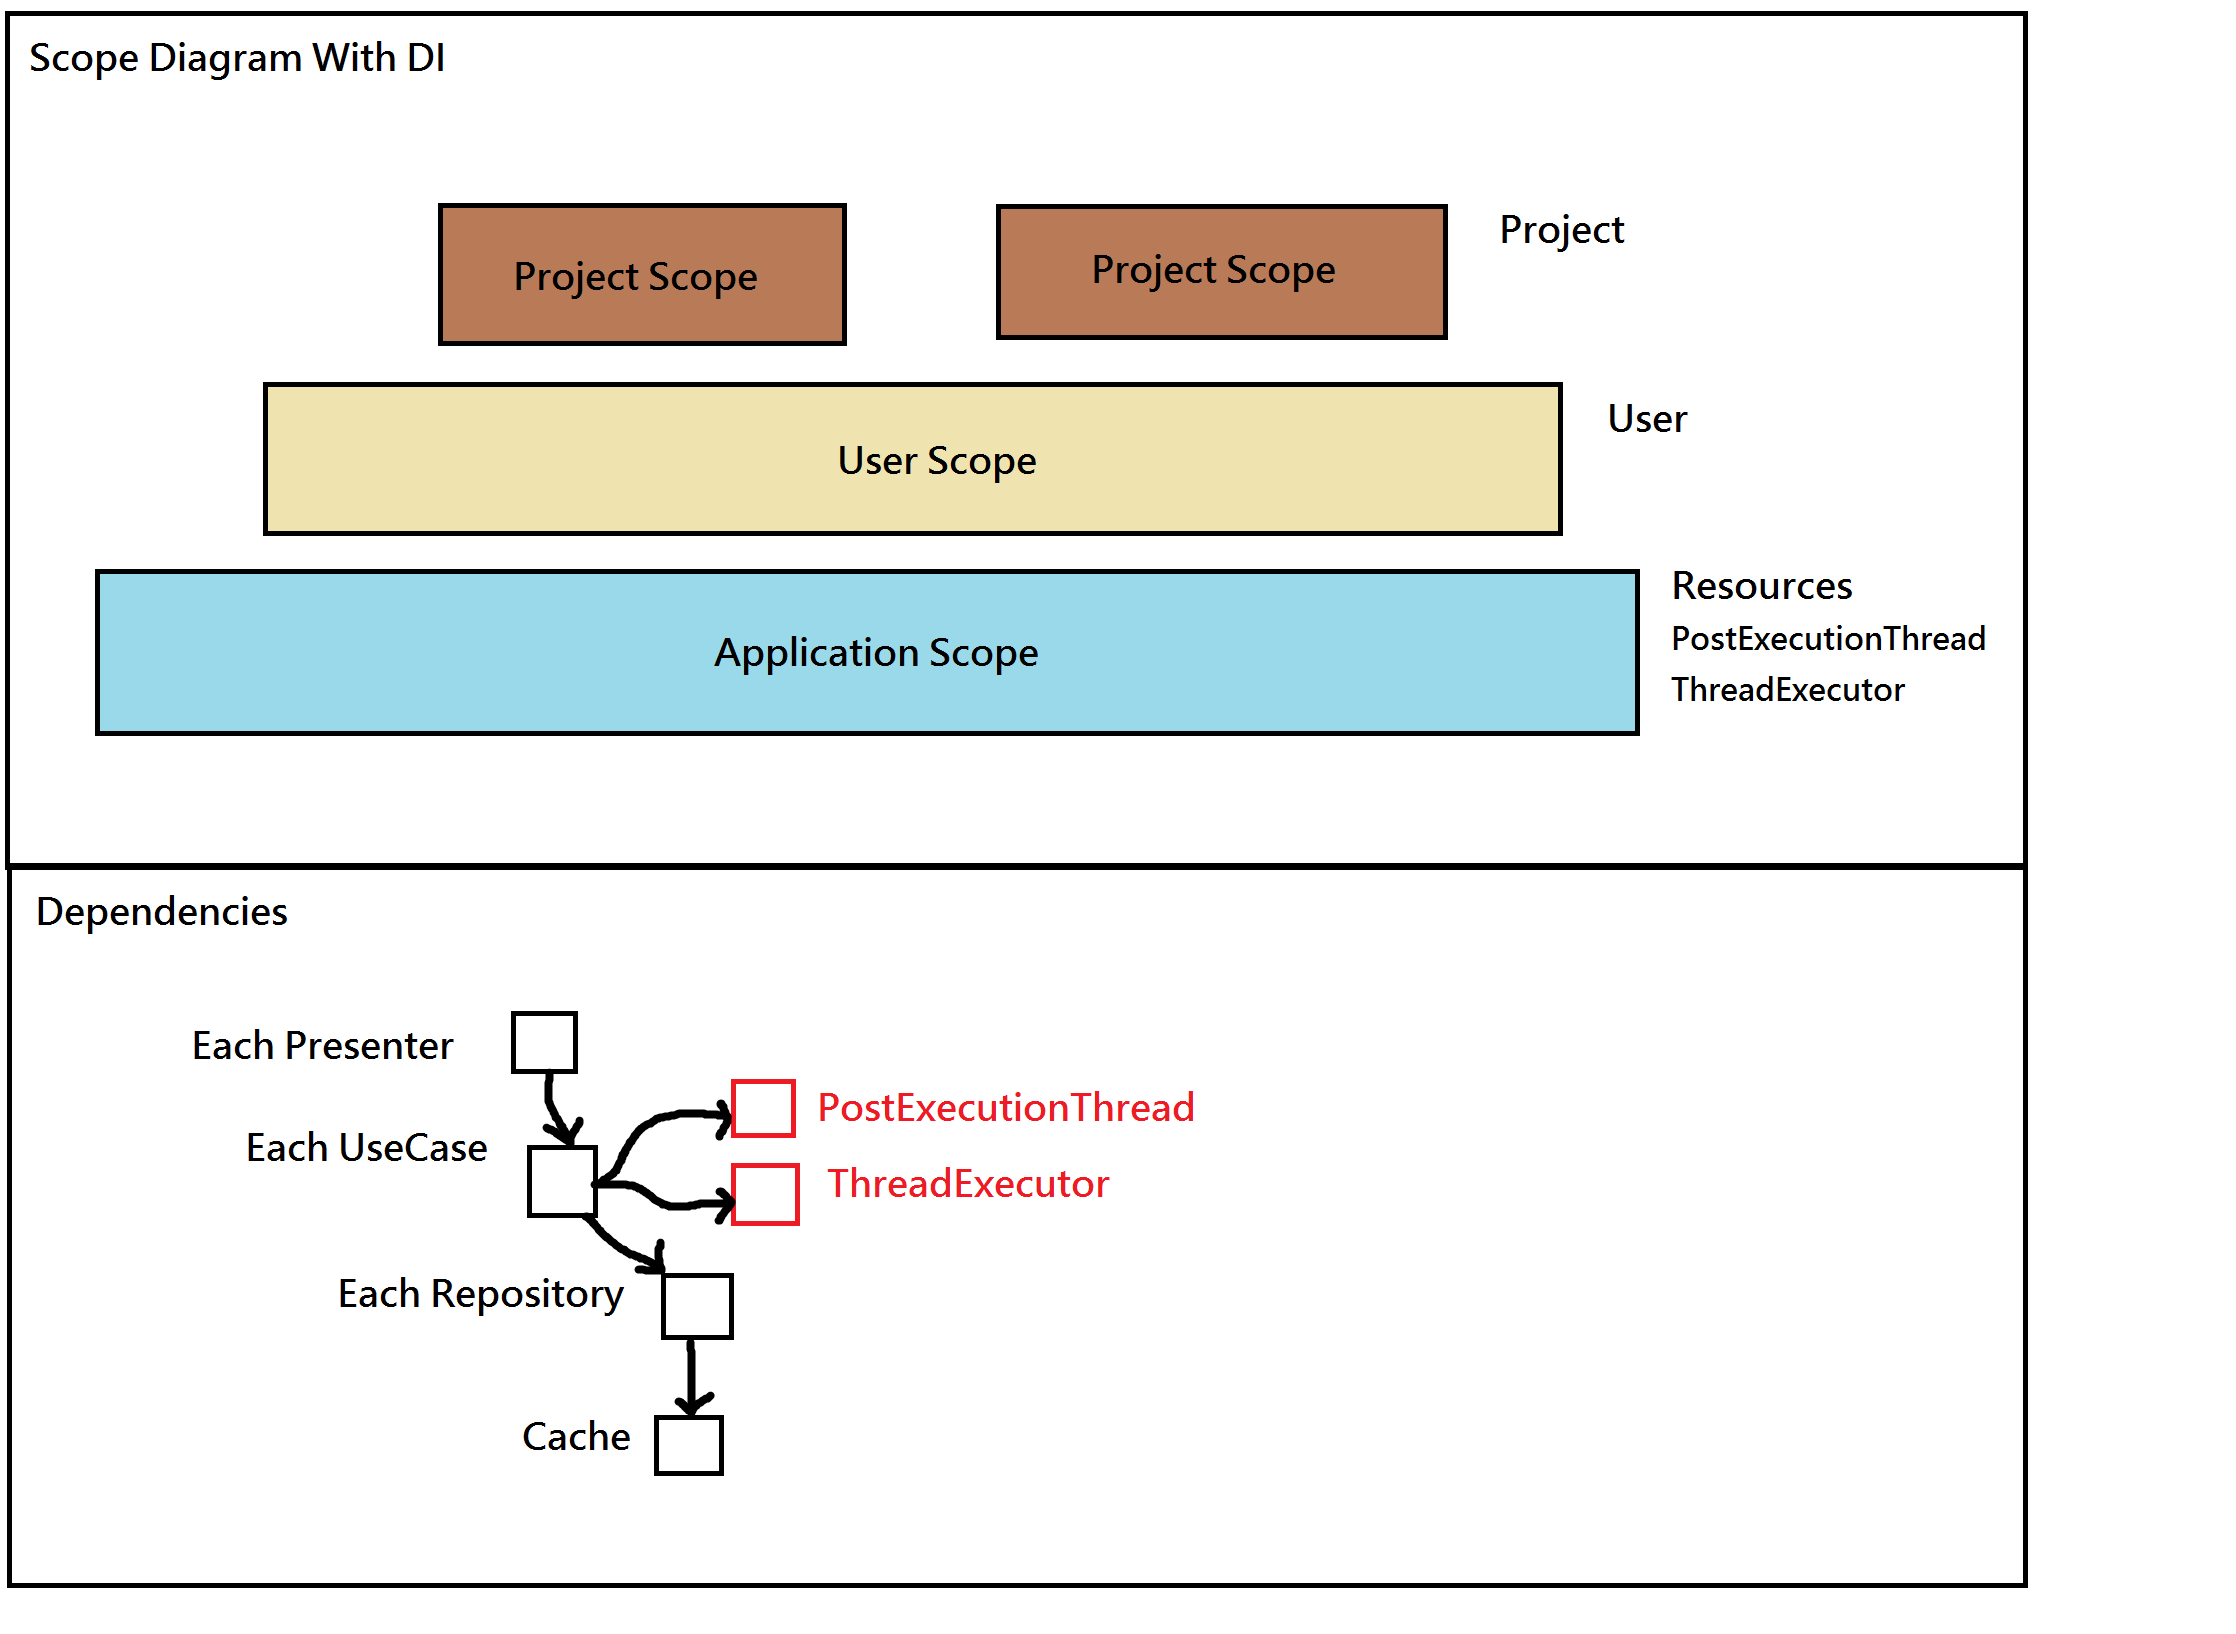 Scope Diagram With DI
Project Scope
Project Scope
Project
User Scope
User
Application Scope
Resources
PostExecutionThread
ThreadExecutor
Dependencies
Each Presenter
Each UseCase
PostExecutionThread
ThreadExecutor
Each Repository
Cache